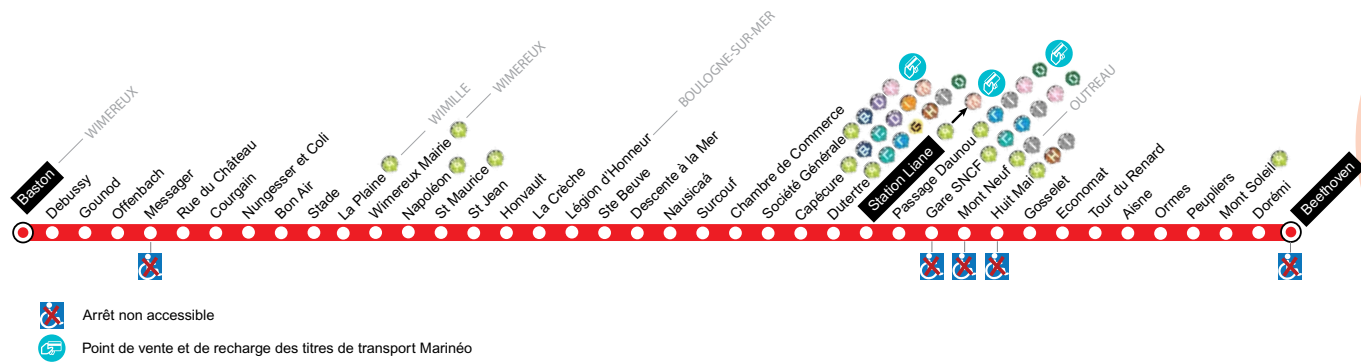 WIMEREUX
WIMILLE
WIMEREUX
BOULOGNE-SUR-MER
OUTREAU
Baston
Debussy
Gounod
Offenbach
Messager
Rue du Château
Courgain
Nungesser et Coli
Bon Air
Stade
La Plaine
Wimereux Mairie
Napoléon
St Maurice
St Jean
Honvault
La Crèche
Légion d'Honneur
Ste Beuve
Descente à la Mer
Nausicaá
Surcouf
Chambre de Commerce
Société Générale
Capécure
Dutertre
Station Liane
Passage Daunou
Gare SNCF
Mont Neuf
Huit Mai
Gosselet
Economat
Tour du Renard
Aisne
Ormes
Peupliers
Mont Soleil
Dorémi
Beethoven
Arrêt non accessible
Point de vente et de recharge des titres de transport Marinéo